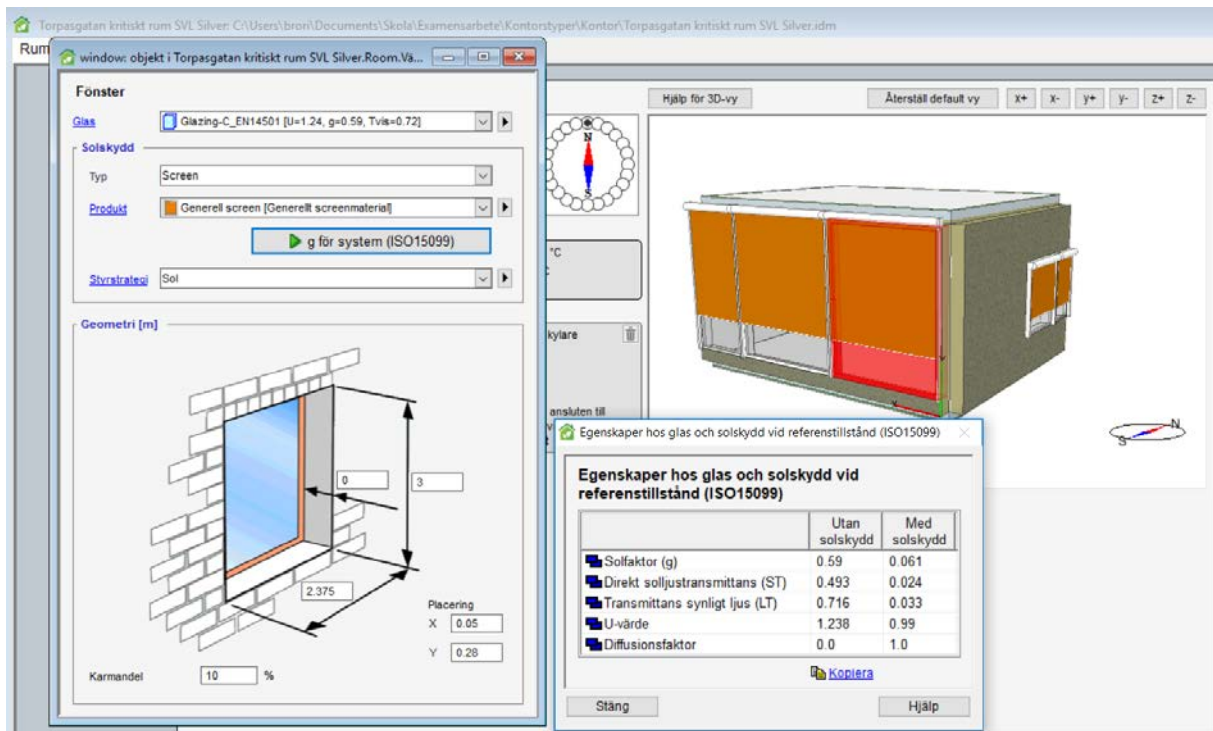 Torpasgatan kritiskt rum SVL Silver: C:\Users\brori\Documents\Skola\Examensarbete\Kontorstyper\Kontor\Torpasgatan kritiskt rum SVL Silver.idm
Rum
window: objekt i Torpasgatan kritiskt rum SVL Silver.Room.Vä...
Fönster
Glas
Glazing-C_EN14501 [U=1.24, g=0.59, Tvis=0.72]
Solskydd
Typ
Screen
Produkt
Generell screen [Generellt screenmaterial]
g för system (ISO15099)
Styrstrategi
Sol
Geometri [m]
0
3
2.375
Placering
X 0.05
Y 0.28
Karmandel 10 %
Hjälp för 3D-vy
Återställ default vy
x+ x- y+ y- z+ z-
N
S
°C
kylare
ansluten till
N
S
Egenskaper hos glas och solskydd vid referenstillstånd (ISO15099)
Egenskaper hos glas och solskydd vid
referenstillstånd (ISO15099)
Utan Med
solskydd solskydd
Solfaktor (g) 0.59 0.061
Direkt solljustransmittans (ST) 0.493 0.024
Transmittans synligt ljus (LT) 0.716 0.033
U-värde 1.238 0.99
Diffusionsfaktor 0.0 1.0
Kopiera
Stäng Hjälp